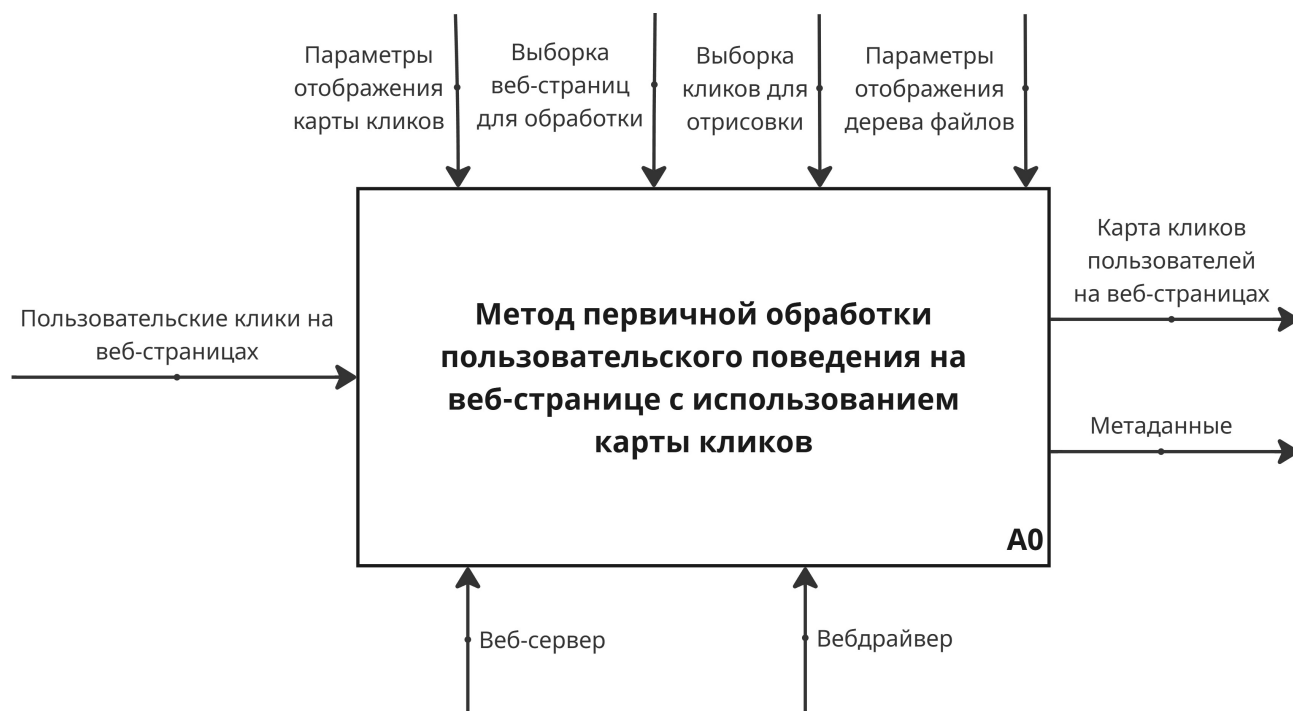 Параметры
отображения
карты кликов
Выборка
веб-страниц
для обработки
Выборка
кликов для
отрисовки
Параметры
отображения
дерева файлов
Пользовательские клики на
веб-страницах
Метод первичной обработки
пользовательского поведения на
веб-странице с использованием
карты кликов
A0
Карта кликов
пользователей
на веб-страницах
Метаданные
Веб-сервер
Вебдрайвер